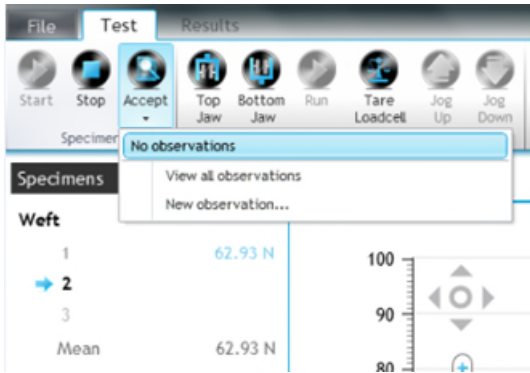 File Test Results
Start Stop Accept Top Jaw Bottom Jaw Run Tare Loadcell Jog Up Jog Down
Specimen
No observations
View all observations
New observation...
Specimens
Weft
1 62.93 N
2
3
Mean 62.93 N
100
90
80